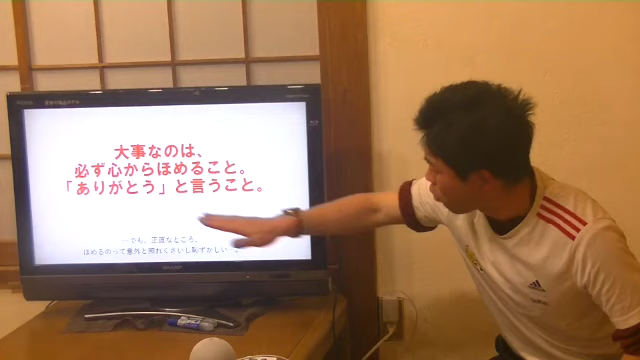 大事なのは、
必ず心からほめること。
「ありがとう」と言うこと。
…でも、正直なところ、
ほめるのって意外と照れくさいし恥ずかしい…。
SHARP
adidas